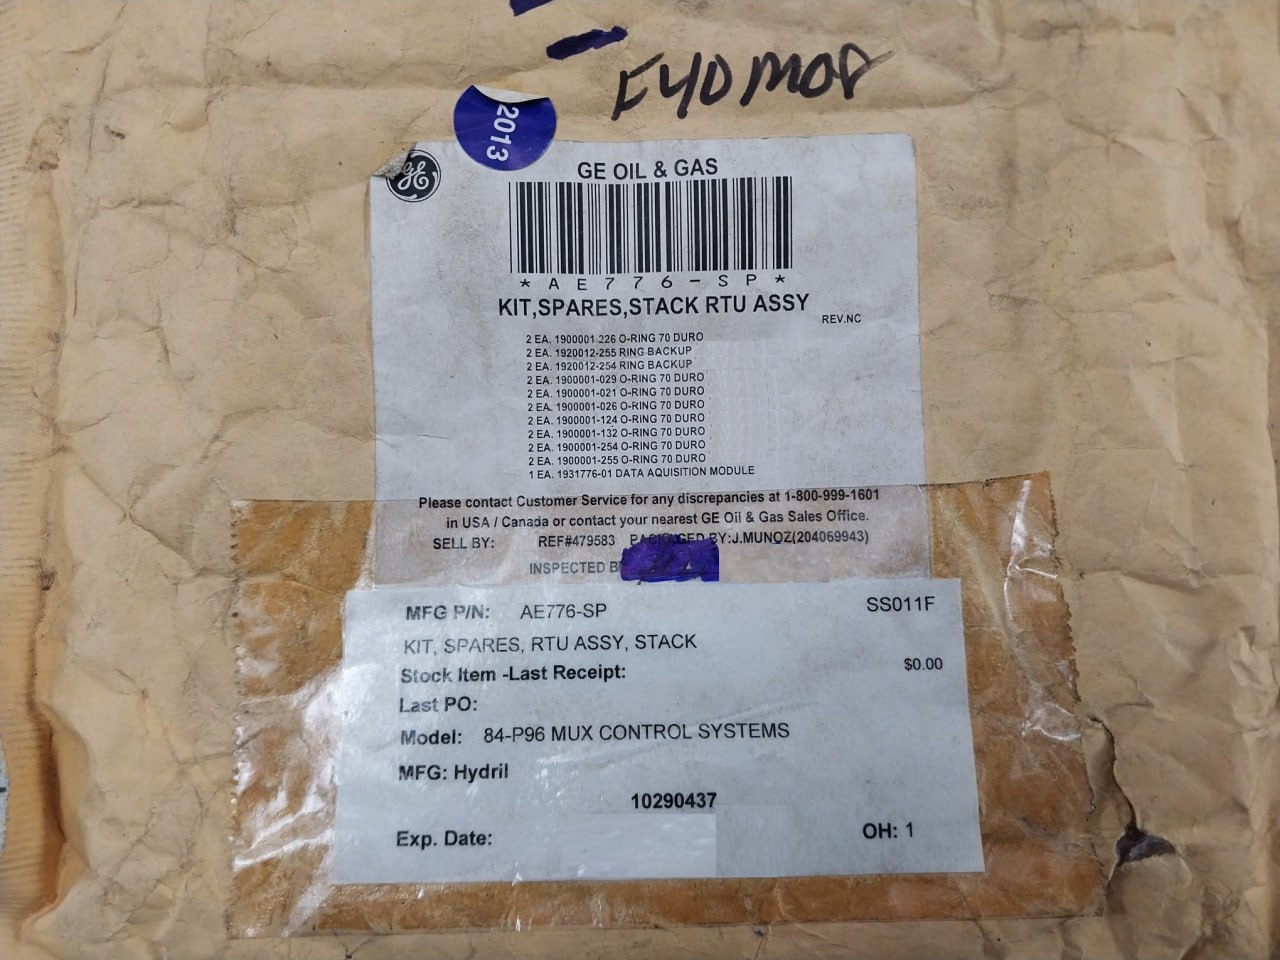 2013
GE
GE OIL & GAS
*AE776-SP*
KIT,SPARES,STACK RTU ASSY
REV.NC
2 EA. 1900001-226 O-RING 70 DURO
2 EA. 1920012-255 RING BACKUP
2 EA. 1920012-254 RING BACKUP
2 EA. 1900001-029 O-RING 70 DURO
2 EA. 1900001-021 O-RING 70 DURO
2 EA. 1900001-026 O-RING 70 DURO
2 EA. 1900001-124 O-RING 70 DURO
2 EA. 1900001-132 O-RING 70 DURO
2 EA. 1900001-254 O-RING 70 DURO
2 EA. 1900001-255 O-RING 70 DURO
1 EA. 1931776-01 DATA AQUISITION MODULE
Please contact Customer Service for any discrepancies at 1-800-999-1601
in USA / Canada or contact your nearest GE Oil & Gas Sales Office.
SELL BY: REF#479583 PACKAGED BY:J.MUNOZ(204069943)
INSPECTED
MFG P/N: AE776-SP SS011F
KIT, SPARES, RTU ASSY, STACK
Stock Item -Last Receipt: $0.00
Last PO:
Model: 84-P96 MUX CONTROL SYSTEMS
MFG: Hydril
10290437
Exp. Date: OH: 1